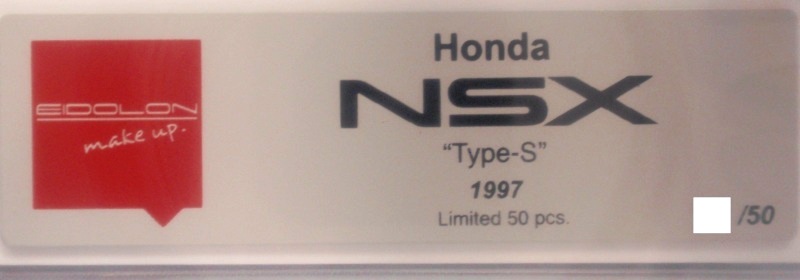 EIDOLON
make up.
Honda
NSX
“Type-S”
1997
Limited 50 pcs.
/50